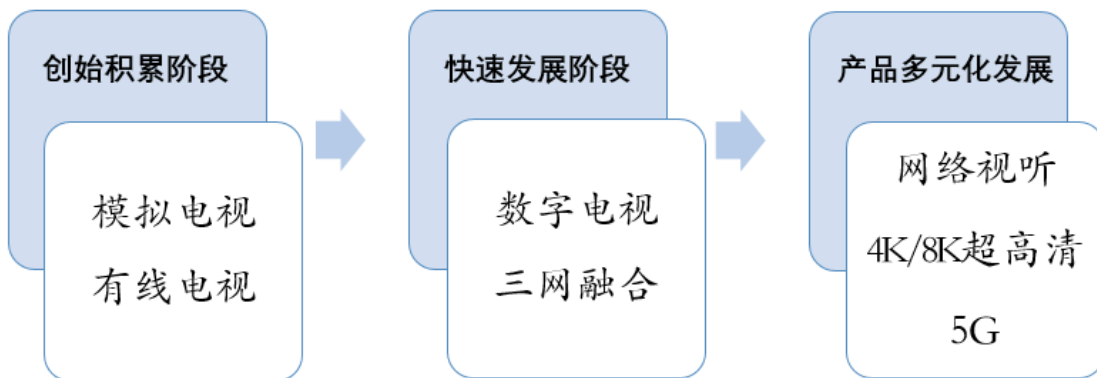 创始积累阶段
模拟电视
有线电视
快速发展阶段
数字电视
三网融合
产品多元化发展
网络视听
4K/8K超高清
5G